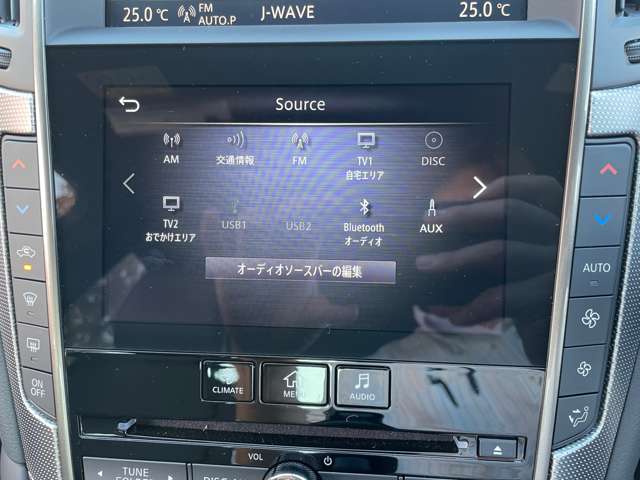 25.0°C FM AUTO.P J-WAVE 25.0°C
Source
AM 交通情報 FM TV1 自宅エリア DISC
TV2 おでかけエリア USB1 USB2 Bluetooth オーディオ AUX
オーディオソースバーの編集
AUTO
ON OFF
CLIMATE MENU AUDIO
VOL
TUNE